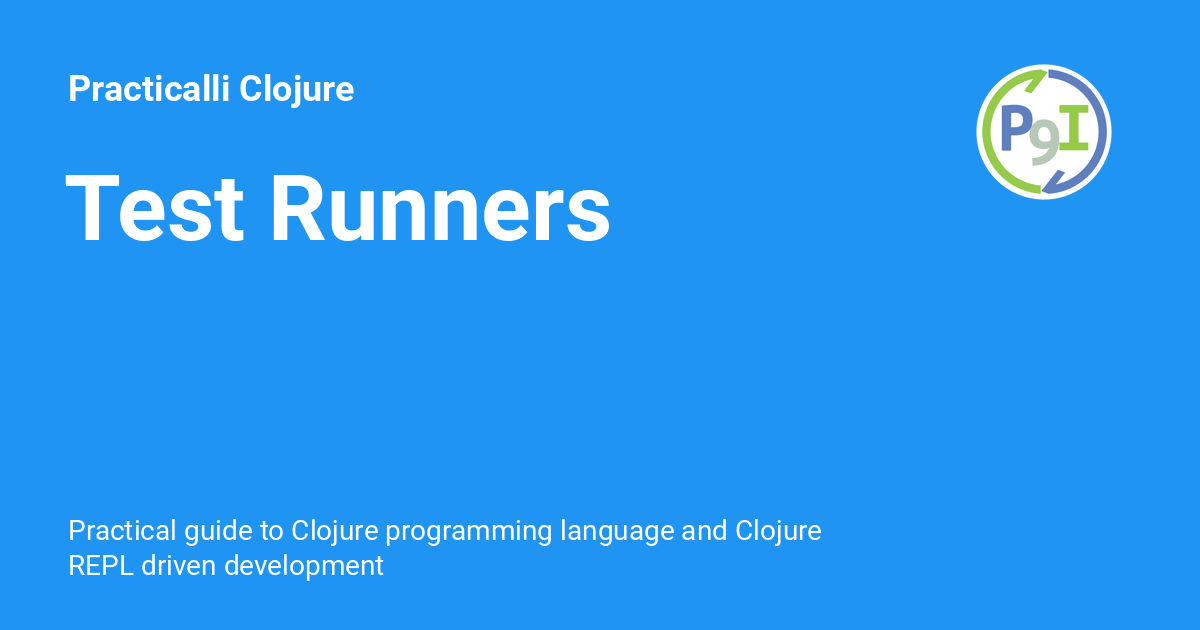 Practicalli Clojure
P9I
Test Runners
Practical guide to Clojure programming language and Clojure
REPL driven development